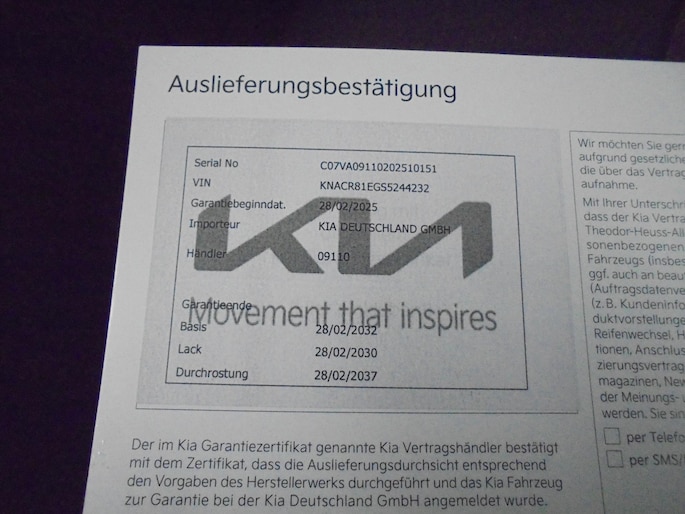 Auslieferungsbestätigung
Serial No C07VA09110202510151
VIN KNACR81EGS5244232
Garantiebeginndat. 28/02/2025
Importeur KIA DEUTSCHLAND GMBH
Händler 09110
KIA
Garantieende
Movement that inspires
Basis 28/02/2032
Lack 28/02/2030
Durchrostung 28/02/2037
Der im Kia Garantiezertifikat genannte Kia Vertragshändler bestätigt
mit dem Zertifikat, dass die Auslieferungsdurchsicht entsprechend
den Vorgaben des Herstellerwerks durchgeführt und das Kia Fahrzeug
zur Garantie bei der Kia Deutschland GmbH angemeldet wurde.
Wir möchten Sie
aufgrund gesetzliche
die über das Vertrag
aufnahme.
Mit Ihrer Unterschri
dass der Kia Vertra
Theodor-Heuss-All
sonenbezogenen
Fahrzeugs (insbes
ggf. auch an beau
(Auftragsdatenve
(z.B. Kundeninfo
duktvorstellunge
Reifenwechsel, H
tionen, Anschlus
zierungsvertrag
magazinen, New
der Meinungs-
werden. Sie sin
per Telefo
per SMS/